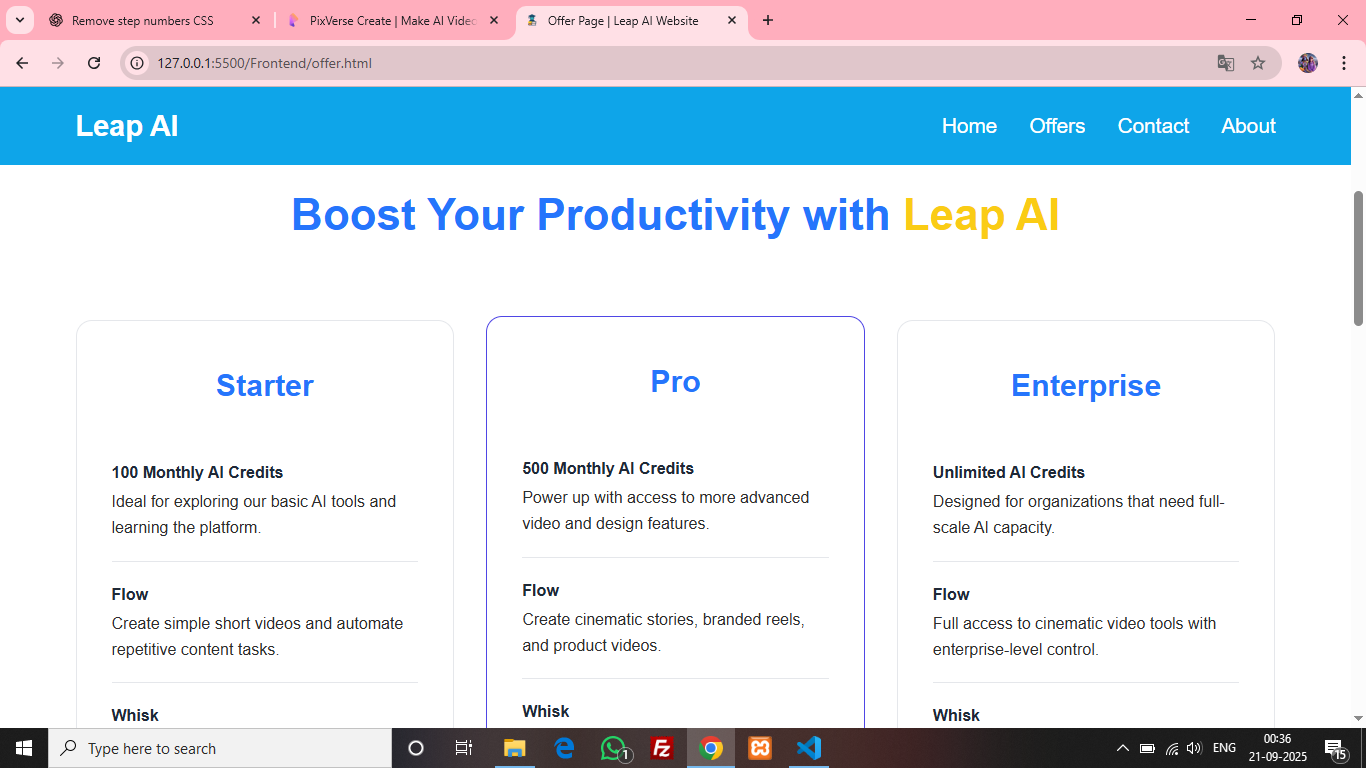 Remove step numbers CSS
PixVerse Create | Make AI Video
Offer Page | Leap AI Website
127.0.0.1:5500/Frontend/offer.html
Leap AI
Home Offers Contact About
Boost Your Productivity with Leap AI
Starter
100 Monthly AI Credits
Ideal for exploring our basic AI tools and
learning the platform.
Flow
Create simple short videos and automate
repetitive content tasks.
Whisk
Pro
500 Monthly AI Credits
Power up with access to more advanced
video and design features.
Flow
Create cinematic stories, branded reels,
and product videos.
Whisk
Enterprise
Unlimited AI Credits
Designed for organizations that need full-
scale AI capacity.
Flow
Full access to cinematic video tools with
enterprise-level control.
Whisk
Type here to search
1
ENG
00:36
21-09-2025
15